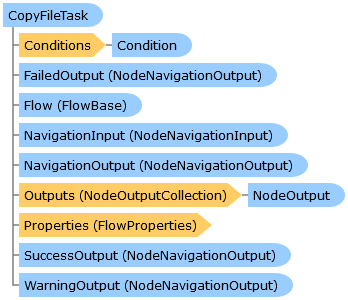 CopyFileTask
Conditions Condition
FailedOutput (NodeNavigationOutput)
Flow (FlowBase)
NavigationInput (NodeNavigationInput)
NavigationOutput (NodeNavigationOutput)
Outputs (NodeOutputCollection) NodeOutput
Properties (FlowProperties)
SuccessOutput (NodeNavigationOutput)
WarningOutput (NodeNavigationOutput)